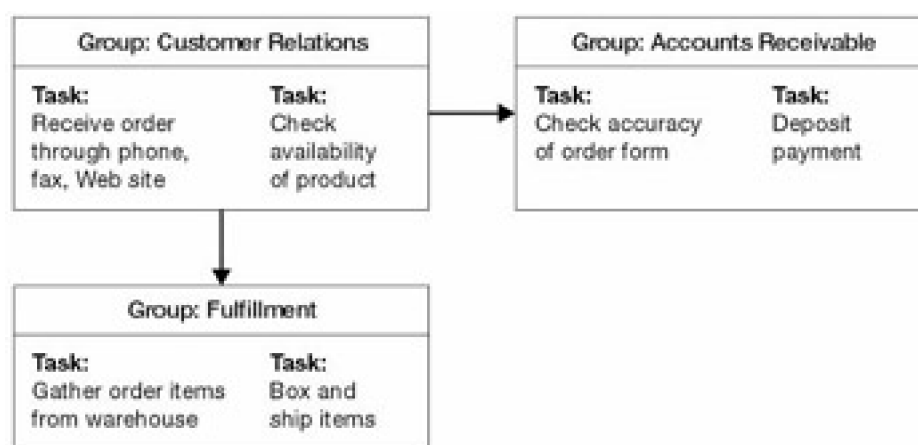 Group: Customer Relations
Task:
Receive order
through phone,
fax, Web site
Task:
Check
availability
of product
Group: Accounts Receivable
Task:
Check accuracy
of order form
Task:
Deposit
payment
Group: Fulfillment
Task:
Gather order items
from warehouse
Task:
Box and
ship items